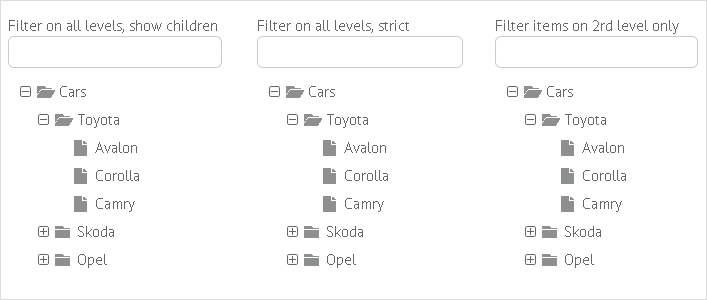 Filter on all levels, show children
Cars
Toyota
Avalon
Corolla
Camry
Skoda
Opel
Filter on all levels, strict
Cars
Toyota
Avalon
Corolla
Camry
Skoda
Opel
Filter items on 2rd level only
Cars
Toyota
Avalon
Corolla
Camry
Skoda
Opel